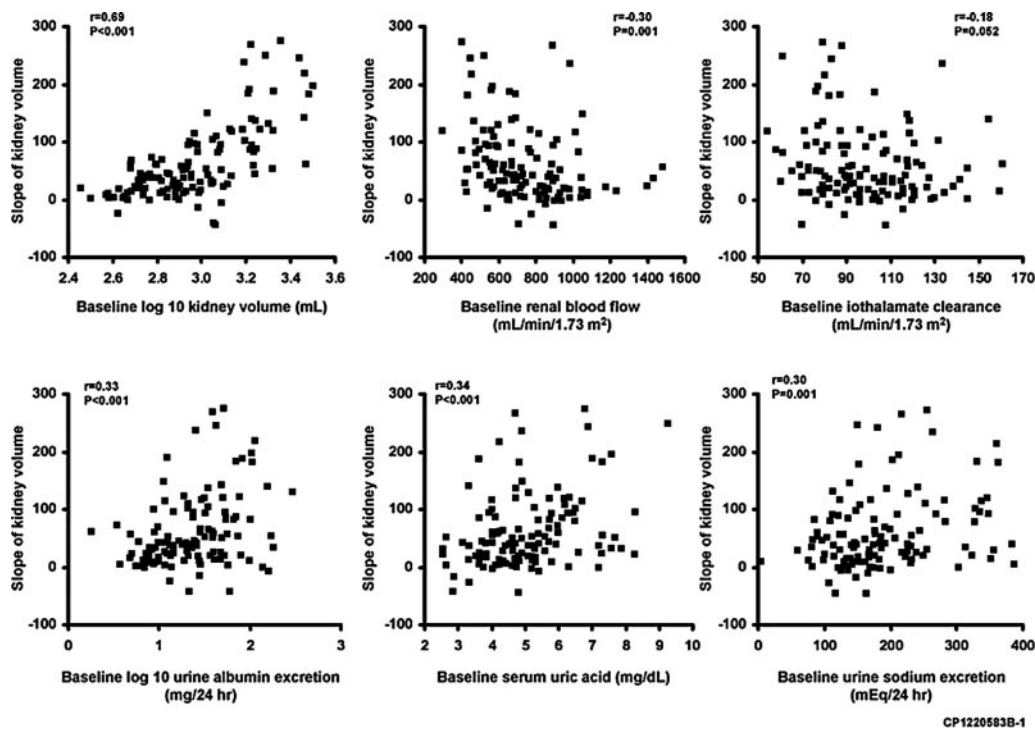 r=0.69
P<0.001
300
200
100
0
-100
Slope of kidney volume
2.4 2.6 2.8 3.0 3.2 3.4 3.6
Baseline log 10 kidney volume (mL)
r=-0.30
P=0.001
300
200
100
0
-100
Slope of kidney volume
200 400 600 800 1000 1200 1400 1600
Baseline renal blood flow
(mL/min/1.73 m²)
r=-0.18
P=0.052
300
200
100
0
-100
Slope of kidney volume
50 70 90 110 130 150 170
Baseline iothalamate clearance
(mL/min/1.73 m²)
r=0.33
P<0.001
300
200
100
0
-100
Slope of kidney volume
0 1 2 3
Baseline log 10 urine albumin excretion
(mg/24 hr)
r=0.34
P<0.001
300
200
100
0
-100
Slope of kidney volume
2 3 4 5 6 7 8 9 10
Baseline serum uric acid (mg/dL)
r=0.30
P=0.001
300
200
100
0
-100
Slope of kidney volume
0 100 200 300 400
Baseline urine sodium excretion
(mEq/24 hr)
CP1220583B-1